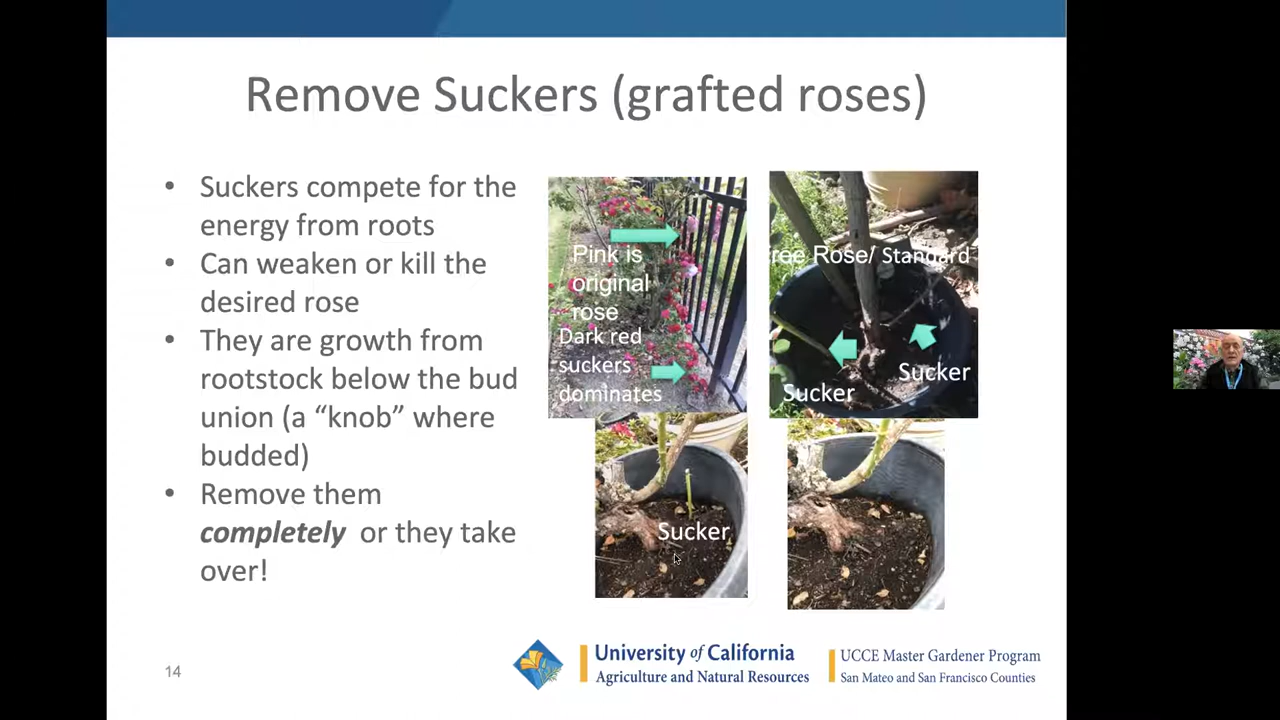 Remove Suckers (grafted roses)
• Suckers compete for the
energy from roots
• Can weaken or kill the
desired rose
• They are growth from
rootstock below the bud
union (a “knob” where
budded)
• Remove them
completely or they take
over!
Pink is
original
rose
Dark red
suckers
dominates
ree Rose/ Standard
Sucker
Sucker
Sucker
14
University of California
Agriculture and Natural Resources
UCCE Master Gardener Program
San Mateo and San Francisco Counties